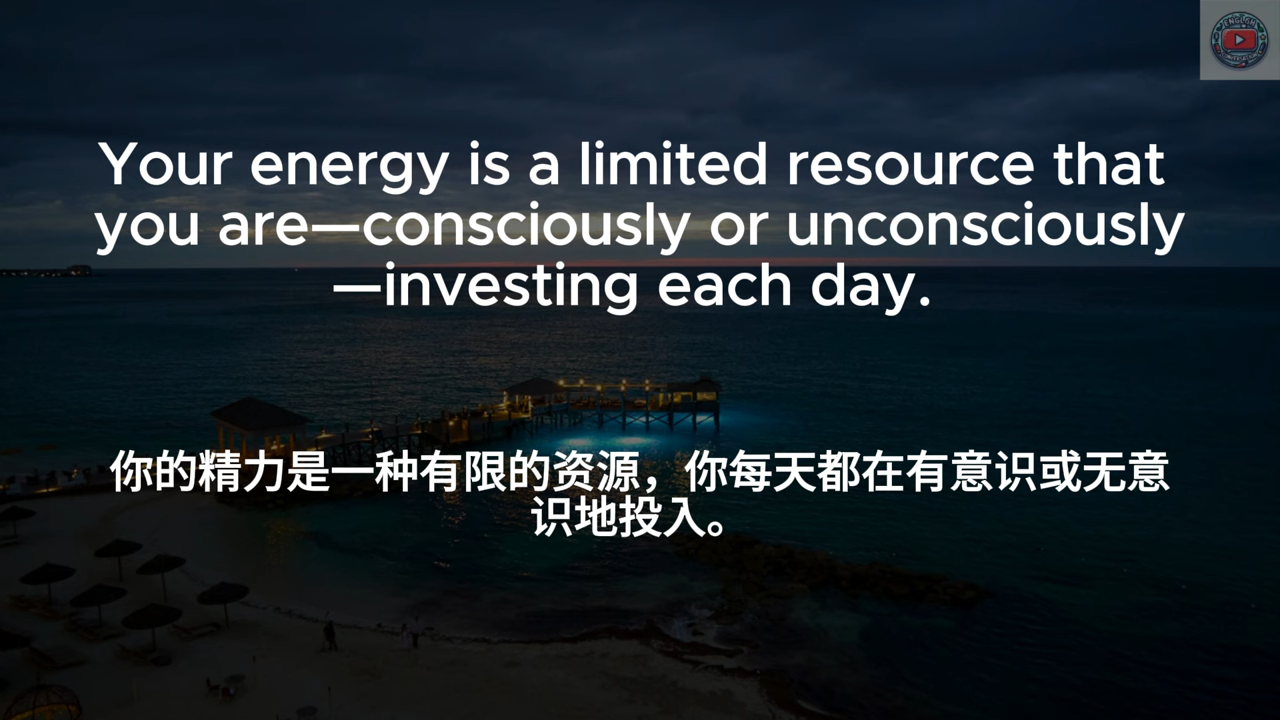 ENGLISH
Your energy is a limited resource that
you are—consciously or unconsciously
—investing each day.
你的精力是一种有限的资源，你每天都在有意识或无意
识地投入。